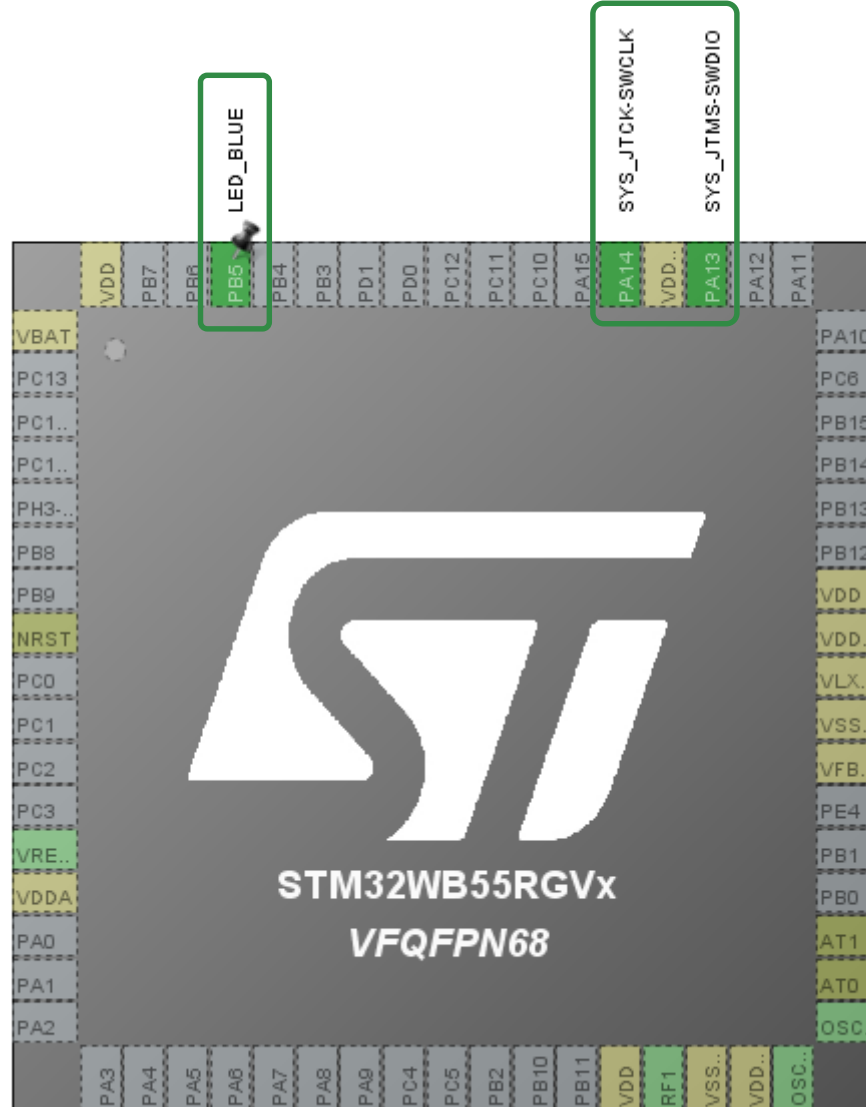 LED_BLUE
SYS_JTCK-SWCLK
SYS_JTMS-SWDIO
VDD
PB7
PB6
PB5
PB4
PB3
PD1
PD0
PC12
PC11
PC10
PA15
PA14
VDD..
PA13
PA12
PA11
VBAT
PC13
PC1..
PC1..
PH3-..
PB8
PB9
NRST
PC0
PC1
PC2
PC3
VRE..
VDDA
PA0
PA1
PA2
PA10
PC6
PB15
PB14
PB13
PB12
VDD
VDD.
VLX.
VSS.
VFB.
PE4
PB1
PB0
AT1
AT0
OSC
ST
STM32WB55RGVx
VFQFPN68
PA3
PA4
PA5
PA6
PA7
PA8
PA9
PC4
PC5
PB2
PB10
PB11
VDD
RF1
VSS..
VDD..
OSC..